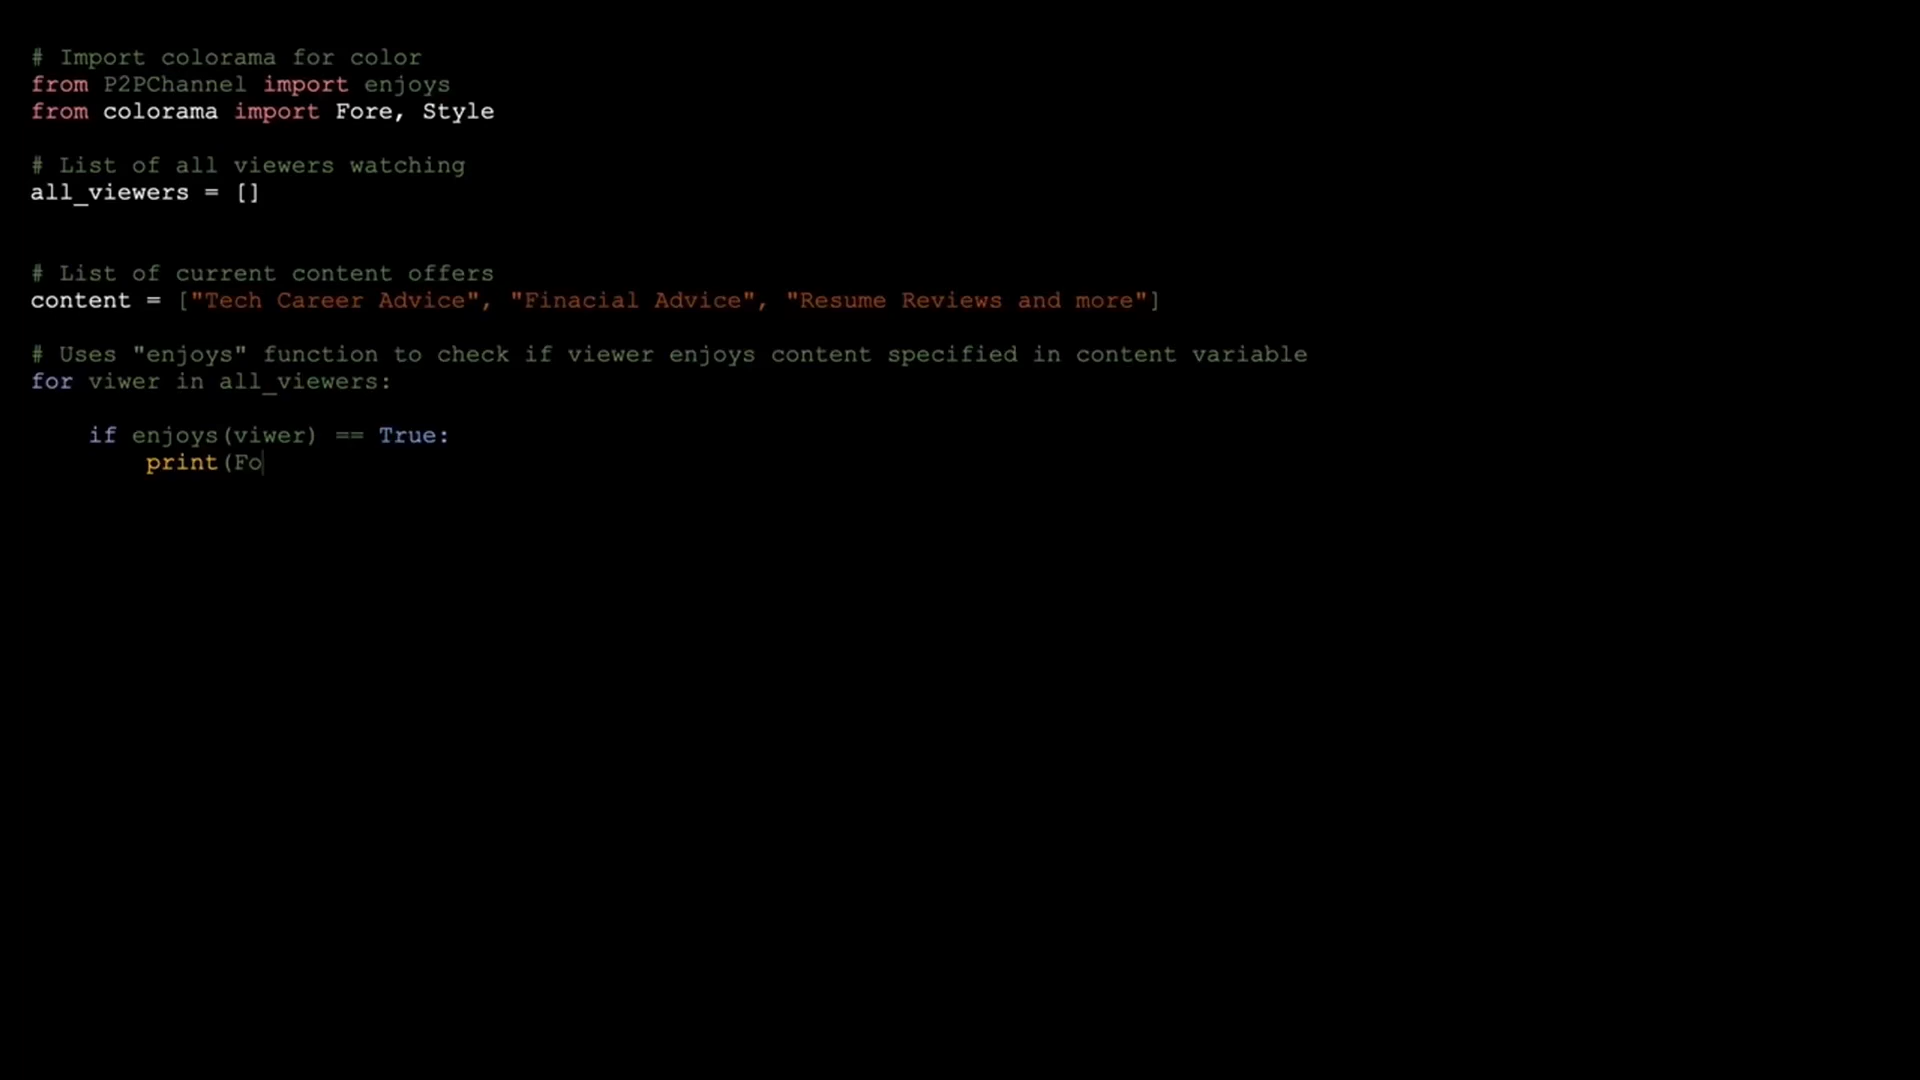 # Import colorama for color
from P2PChannel import enjoys
from colorama import Fore, Style
# List of all viewers watching
all_viewers = []
# List of current content offers
content = ["Tech Career Advice", "Finacial Advice", "Resume Reviews and more"]
# Uses "enjoys" function to check if viewer enjoys content specified in content variable
for viwer in all_viewers:
if enjoys(viwer) == True:
print(Fo